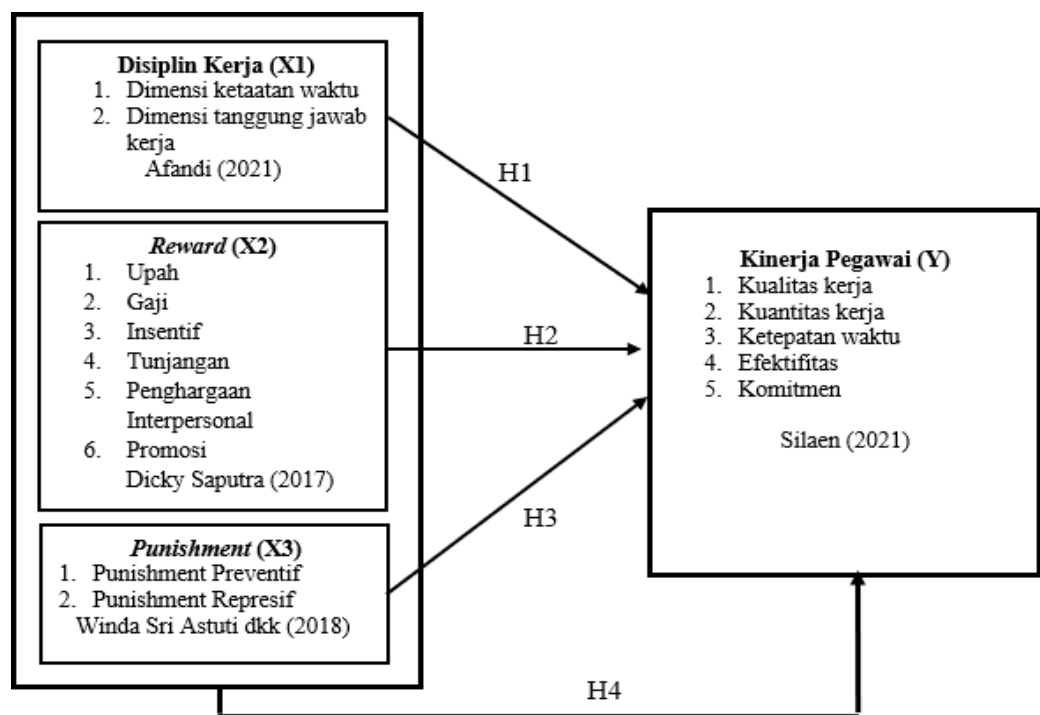 Disiplin Kerja (X1)
1. Dimensi ketaatan waktu
2. Dimensi tanggung jawab
kerja
Afandi (2021)
H1
Reward (X2)
1. Upah
2. Gaji
3. Insentif
4. Tunjangan
5. Penghargaan
Interpersonal
6. Promosi
Dicky Saputra (2017)
H2
Punishment (X3)
1. Punishment Preventif
2. Punishment Represif
Winda Sri Astuti dkk (2018)
H3
Kinerja Pegawai (Y)
1. Kualitas kerja
2. Kuantitas kerja
3. Ketepatan waktu
4. Efektifitas
5. Komitmen
Silaen (2021)
H4